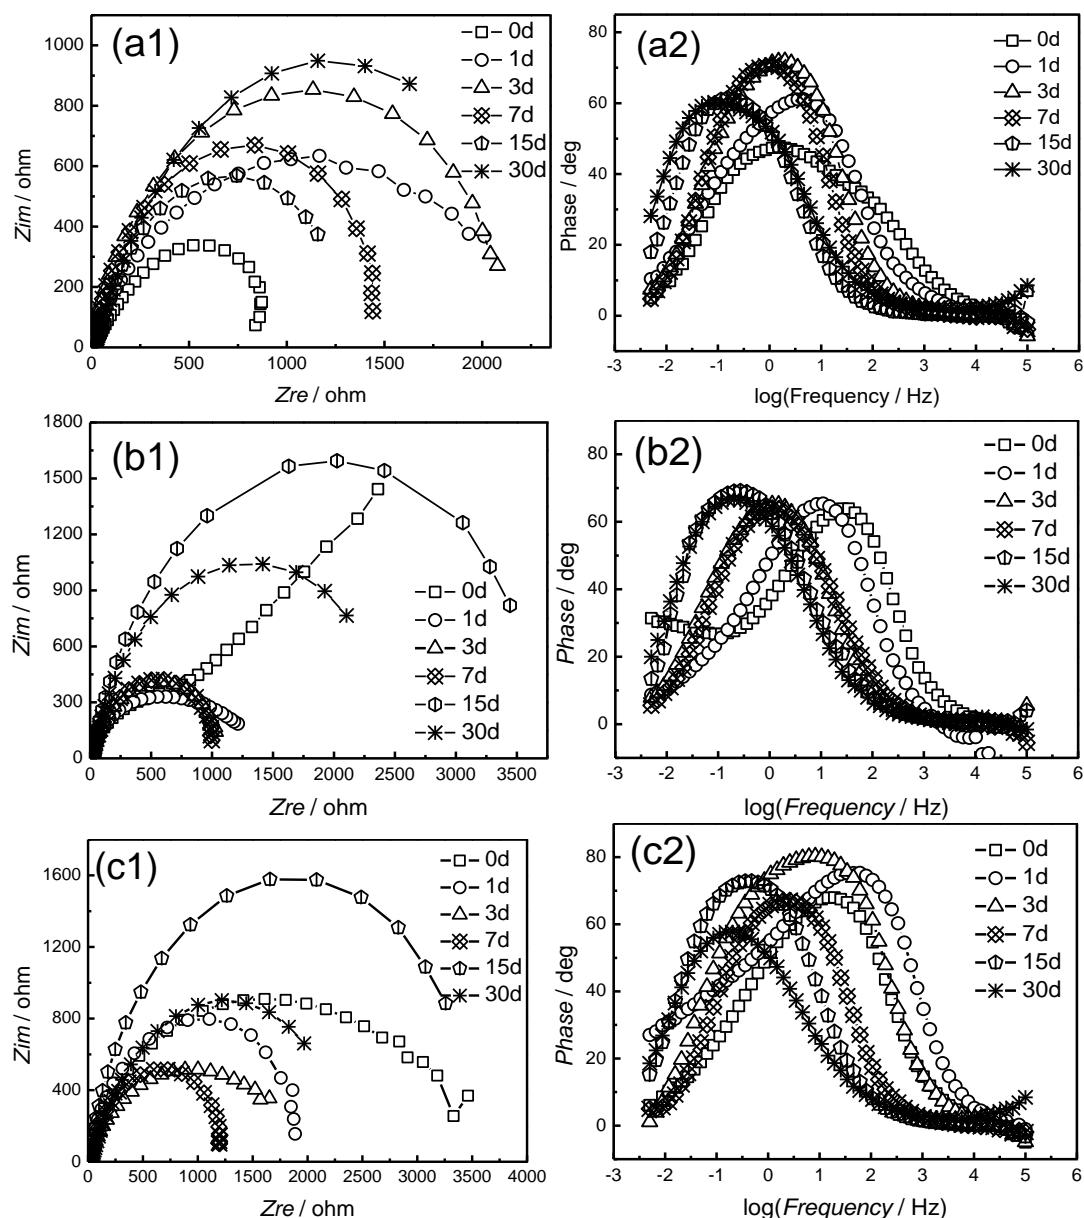 (a1)
0d
1d
3d
7d
15d
30d
1000
800
600
400
200
0
0
500
1000
1500
2000
Zim / ohm
Zre / ohm
(a2)
0d
1d
3d
7d
15d
30d
80
60
40
20
0
-3
-2
-1
0
1
2
3
4
5
6
Phase / deg
log(Frequency / Hz)
(b1)
0d
1d
3d
7d
15d
30d
1800
1500
1200
900
600
300
0
0
500
1000
1500
2000
2500
3000
3500
Zim / ohm
Zre / ohm
(b2)
0d
1d
3d
7d
15d
30d
80
60
40
20
0
-3
-2
-1
0
1
2
3
4
5
6
Phase / deg
log(Frequency / Hz)
(c1)
0d
1d
3d
7d
15d
30d
1600
1200
800
400
0
0
500
1000
1500
2000
2500
3000
3500
4000
Zim / ohm
Zre / ohm
(c2)
0d
1d
3d
7d
15d
30d
80
60
40
20
0
-3
-2
-1
0
1
2
3
4
5
6
Phase / deg
log(Frequency / Hz)